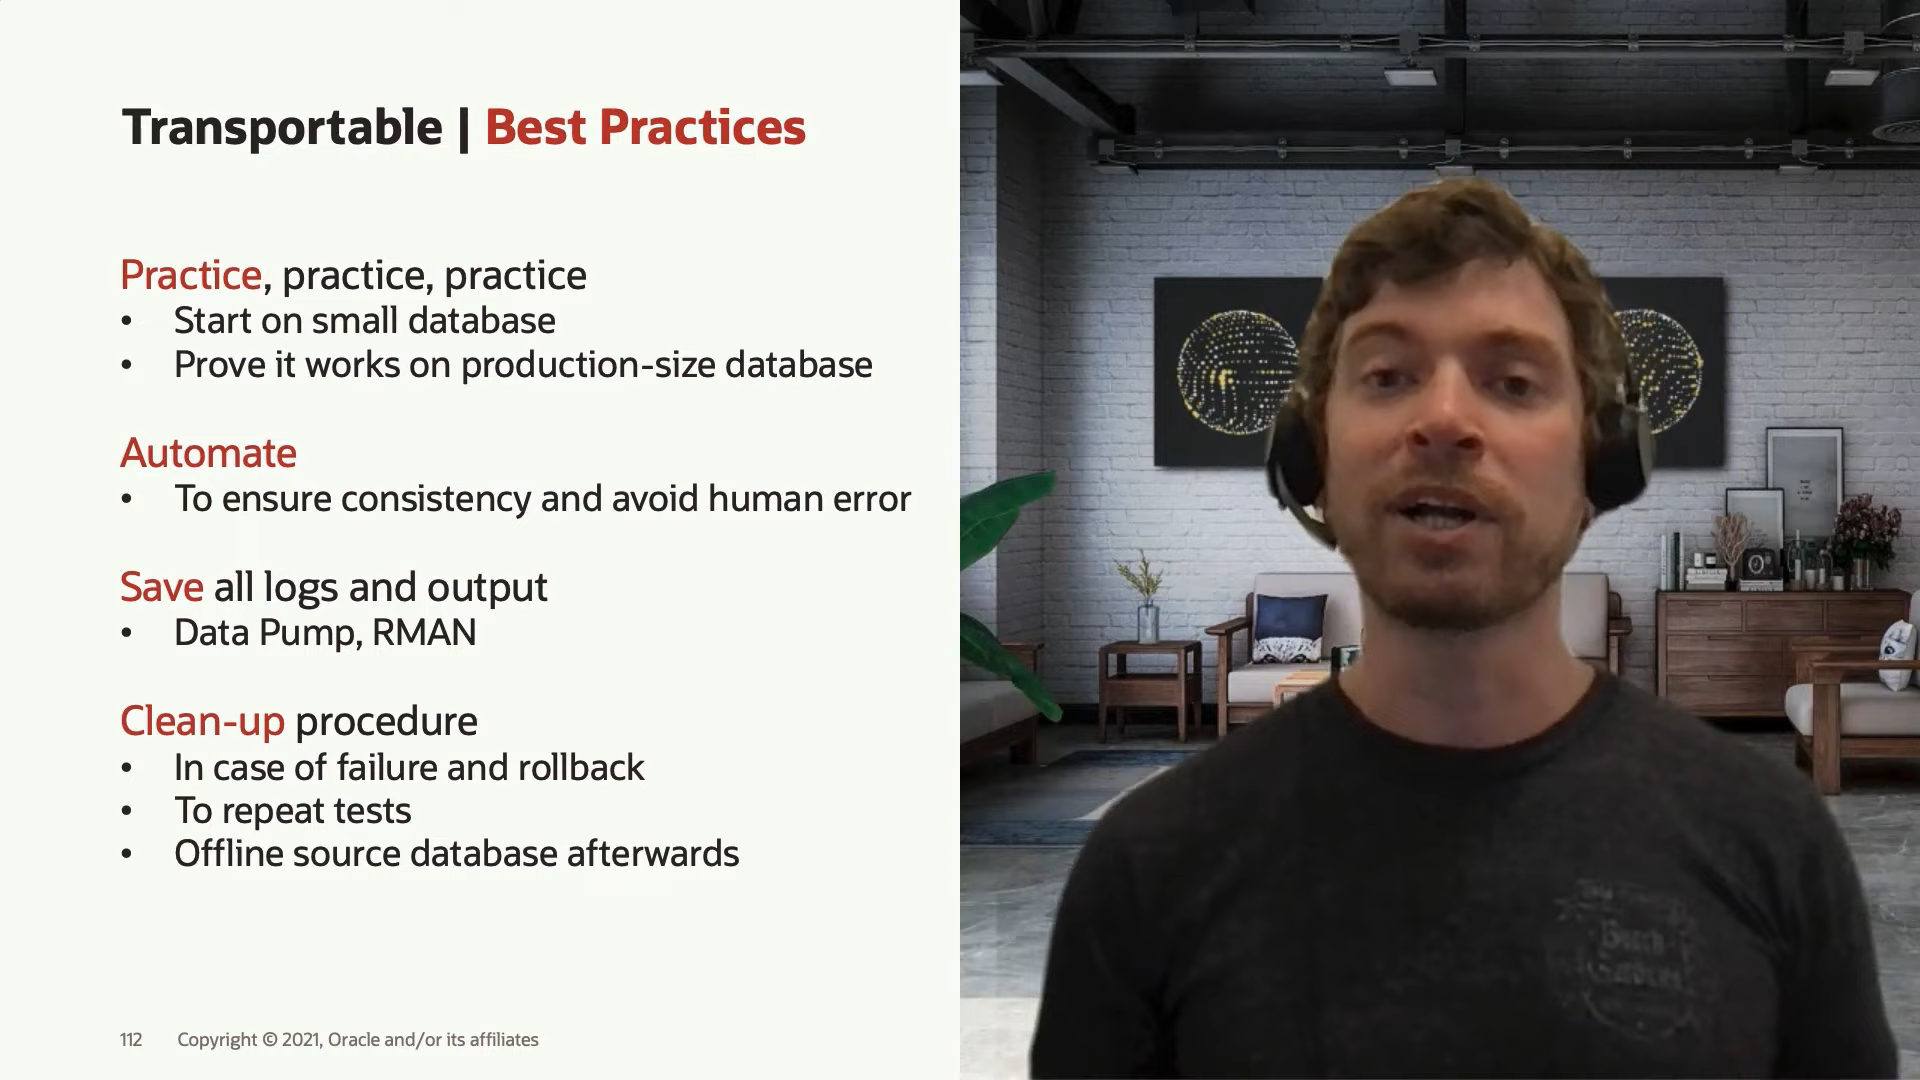 Transportable | Best Practices
Practice, practice, practice
• Start on small database
• Prove it works on production-size database
Automate
• To ensure consistency and avoid human error
Save all logs and output
• Data Pump, RMAN
Clean-up procedure
• In case of failure and rollback
• To repeat tests
• Offline source database afterwards
112 Copyright © 2021, Oracle and/or its affiliates